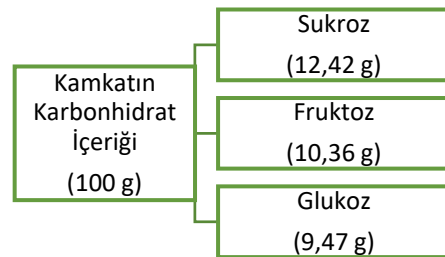 Kamkatın
Karbonhidrat
İçeriği
(100 g)
Sukroz
(12,42 g)
Fruktoz
(10,36 g)
Glukoz
(9,47 g)